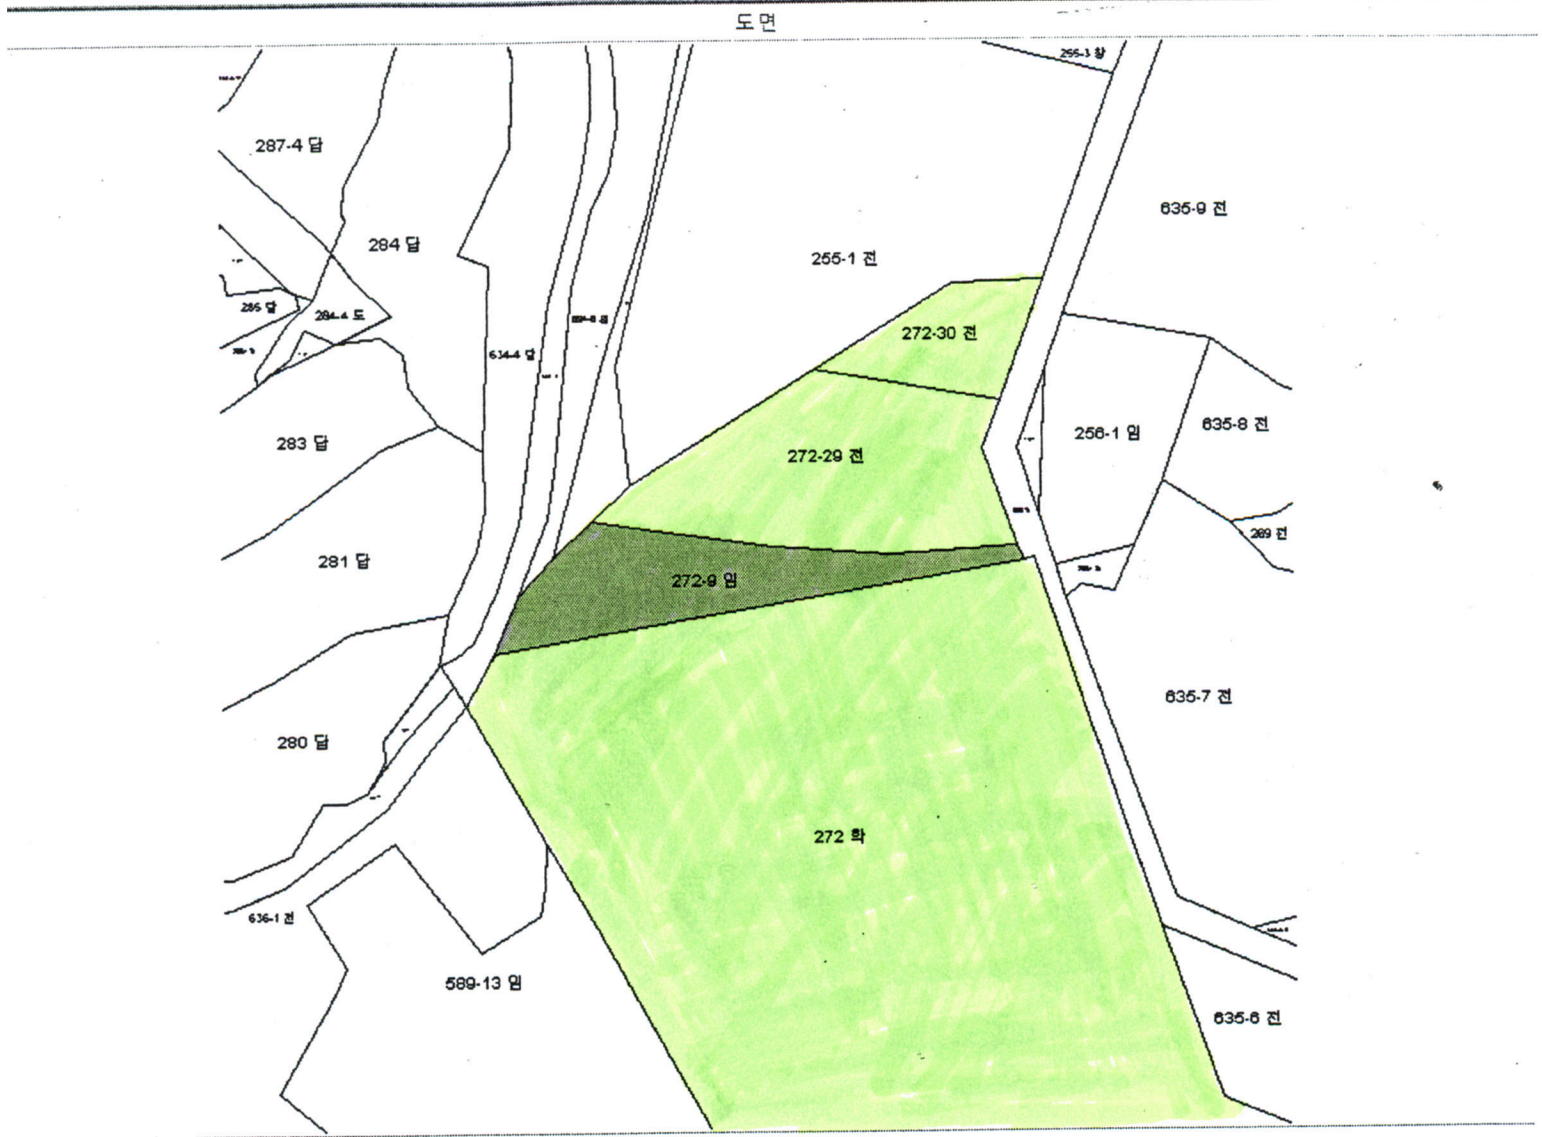 도면
255-3 창
287-4 답
635-9 전
284 답
255-1 전
285 답
284-4 도
272-30 전
634-4 답
283 답
272-29 전
256-1 임
635-8 전
269 전
281 답
272-9 임
280 답
635-7 전
272 학
636-1 전
589-13 임
635-6 전